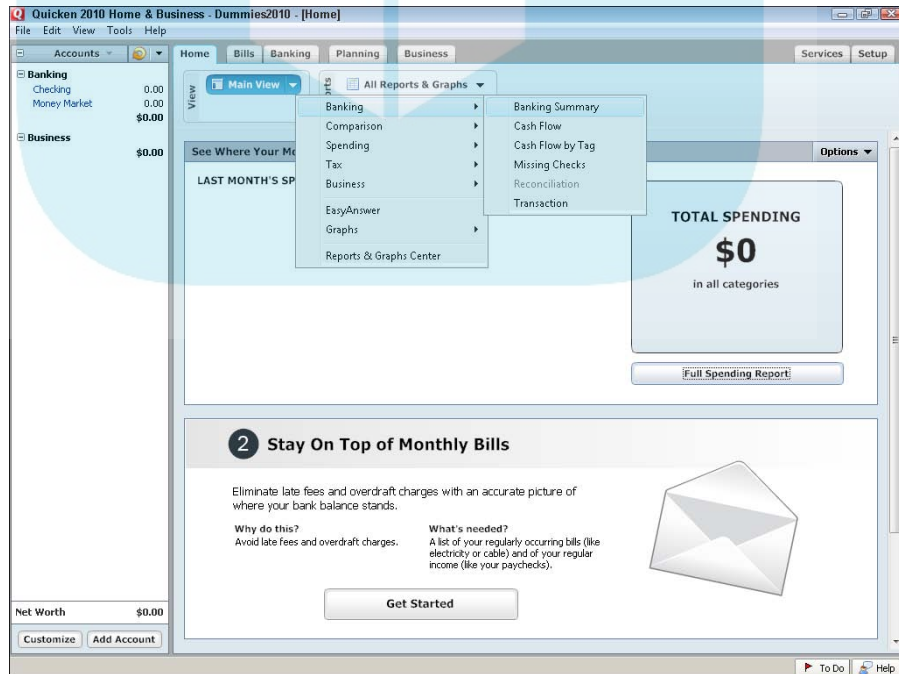 Quicken 2010 Home & Business - Dummies2010 - [Home]
File Edit View Tools Help
Accounts
Home Bills Banking Planning Business Services Setup
Banking
Checking 0.00
Money Market 0.00
$0.00
Business
$0.00
View
Main View
All Reports & Graphs
Banking
Comparison
Spending
Tax
Business
EasyAnswer
Graphs
Reports & Graphs Center
Banking Summary
Cash Flow
Cash Flow by Tag
Missing Checks
Reconciliation
Transaction
See Where Your Mo
Options
LAST MONTH'S SP
TOTAL SPENDING
$0
in all categories
Full Spending Report
2 Stay On Top of Monthly Bills
Eliminate late fees and overdraft charges with an accurate picture of
where your bank balance stands.
Why do this?
Avoid late fees and overdraft charges.
What's needed?
A list of your regularly occurring bills (like
electricity or cable) and of your regular
income (like your paychecks).
Get Started
Net Worth $0.00
Customize Add Account
To Do Help